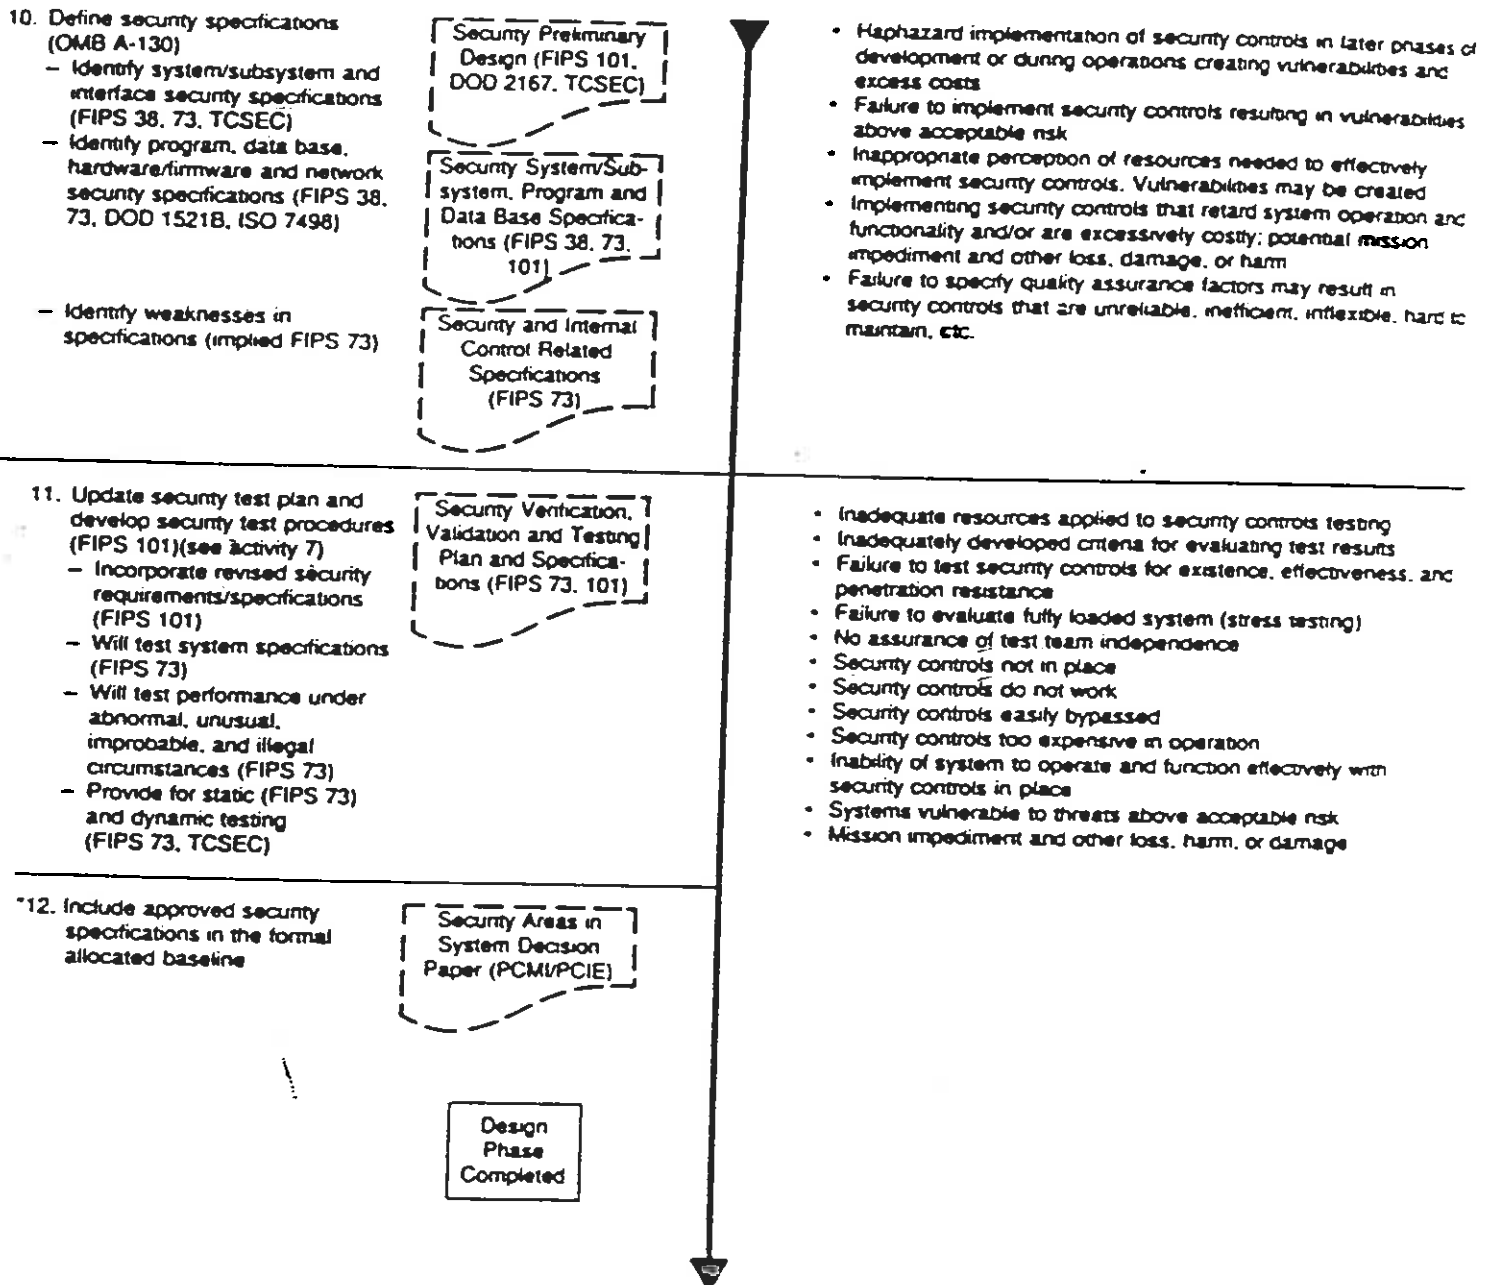 10. Define security specifications
(OMB A-130)
– Identify system/subsystem and
interface security specifications
(FIPS 38, 73, TCSEC)
– Identify program, data base,
hardware/firmware and network
security specifications (FIPS 38,
73, DOD 1521B, ISO 7498)
– Identify weaknesses in
specifications (implied FIPS 73)
Security Preliminary
Design (FIPS 101,
DOD 2167, TCSEC)
Security System/Sub-
system, Program and
Data Base Specifica-
tions (FIPS 38, 73,
101)
Security and Internal
Control Related
Specifications
(FIPS 73)
• Haphazard implementation of security controls in later phases of
development or during operations creating vulnerabilities and
excess costs
• Failure to implement security controls resulting in vulnerabilities
above acceptable risk
• Inappropriate perception of resources needed to effectively
implement security controls. Vulnerabilities may be created
• Implementing security controls that retard system operation and
functionality and/or are excessively costly; potential mission
impediment and other loss, damage, or harm
• Failure to specify quality assurance factors may result in
security controls that are unreliable, inefficient, inflexible, hard to
maintain, etc.
11. Update security test plan and
develop security test procedures
(FIPS 101)(see activity 7)
– Incorporate revised security
requirements/specifications
(FIPS 101)
– Will test system specifications
(FIPS 73)
– Will test performance under
abnormal, unusual,
improbable, and illegal
circumstances (FIPS 73)
– Provide for static (FIPS 73)
and dynamic testing
(FIPS 73, TCSEC)
Security Verification,
Validation and Testing
Plan and Specifica-
tions (FIPS 73, 101)
• Inadequate resources applied to security controls testing
• Inadequately developed criteria for evaluating test results
• Failure to test security controls for existence, effectiveness, and
penetration resistance
• Failure to evaluate fully loaded system (stress testing)
• No assurance of test team independence
• Security controls not in place
• Security controls do not work
• Security controls easily bypassed
• Security controls too expensive in operation
• Inability of system to operate and function effectively with
security controls in place
• Systems vulnerable to threats above acceptable risk
• Mission impediment and other loss, harm, or damage
*12. Include approved security
specifications in the formal
allocated baseline
Security Areas in
System Decision
Paper (PCMI/PCIE)
Design
Phase
Completed